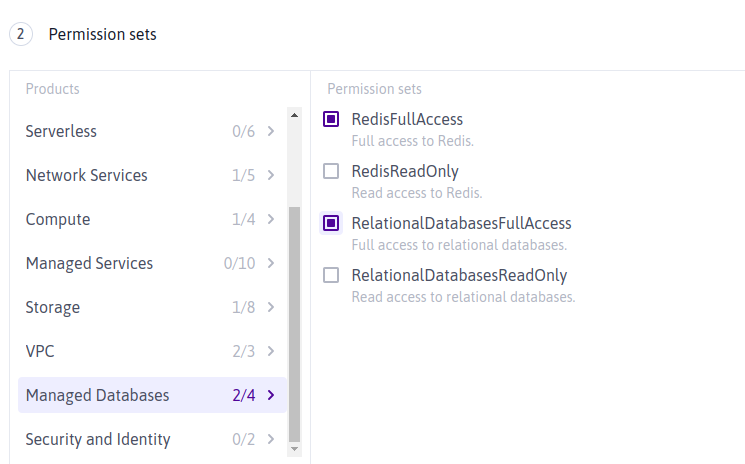 2 Permission sets
Products
Serverless 0/6
Network Services 1/5
Compute 1/4
Managed Services 0/10
Storage 1/8
VPC 2/3
Managed Databases 2/4
Security and Identity 0/2
Permission sets
RedisFullAccess
Full access to Redis.
RedisReadOnly
Read access to Redis.
RelationalDatabasesFullAccess
Full access to relational databases.
RelationalDatabasesReadOnly
Read access to relational databases.